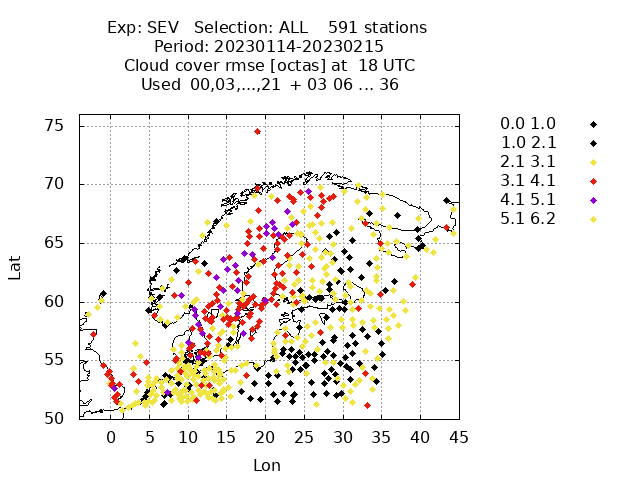 Exp: SEV   Selection: ALL    591 stations
Period: 20230114-20230215
Cloud cover rmse [octas] at  18 UTC
Used  00,03,...,21  + 03 06 ... 36
0.0 1.0
1.0 2.1
2.1 3.1
3.1 4.1
4.1 5.1
5.1 6.2
75
70
65
60
55
50
Lat
0 5 10 15 20 25 30 35 40 45
Lon